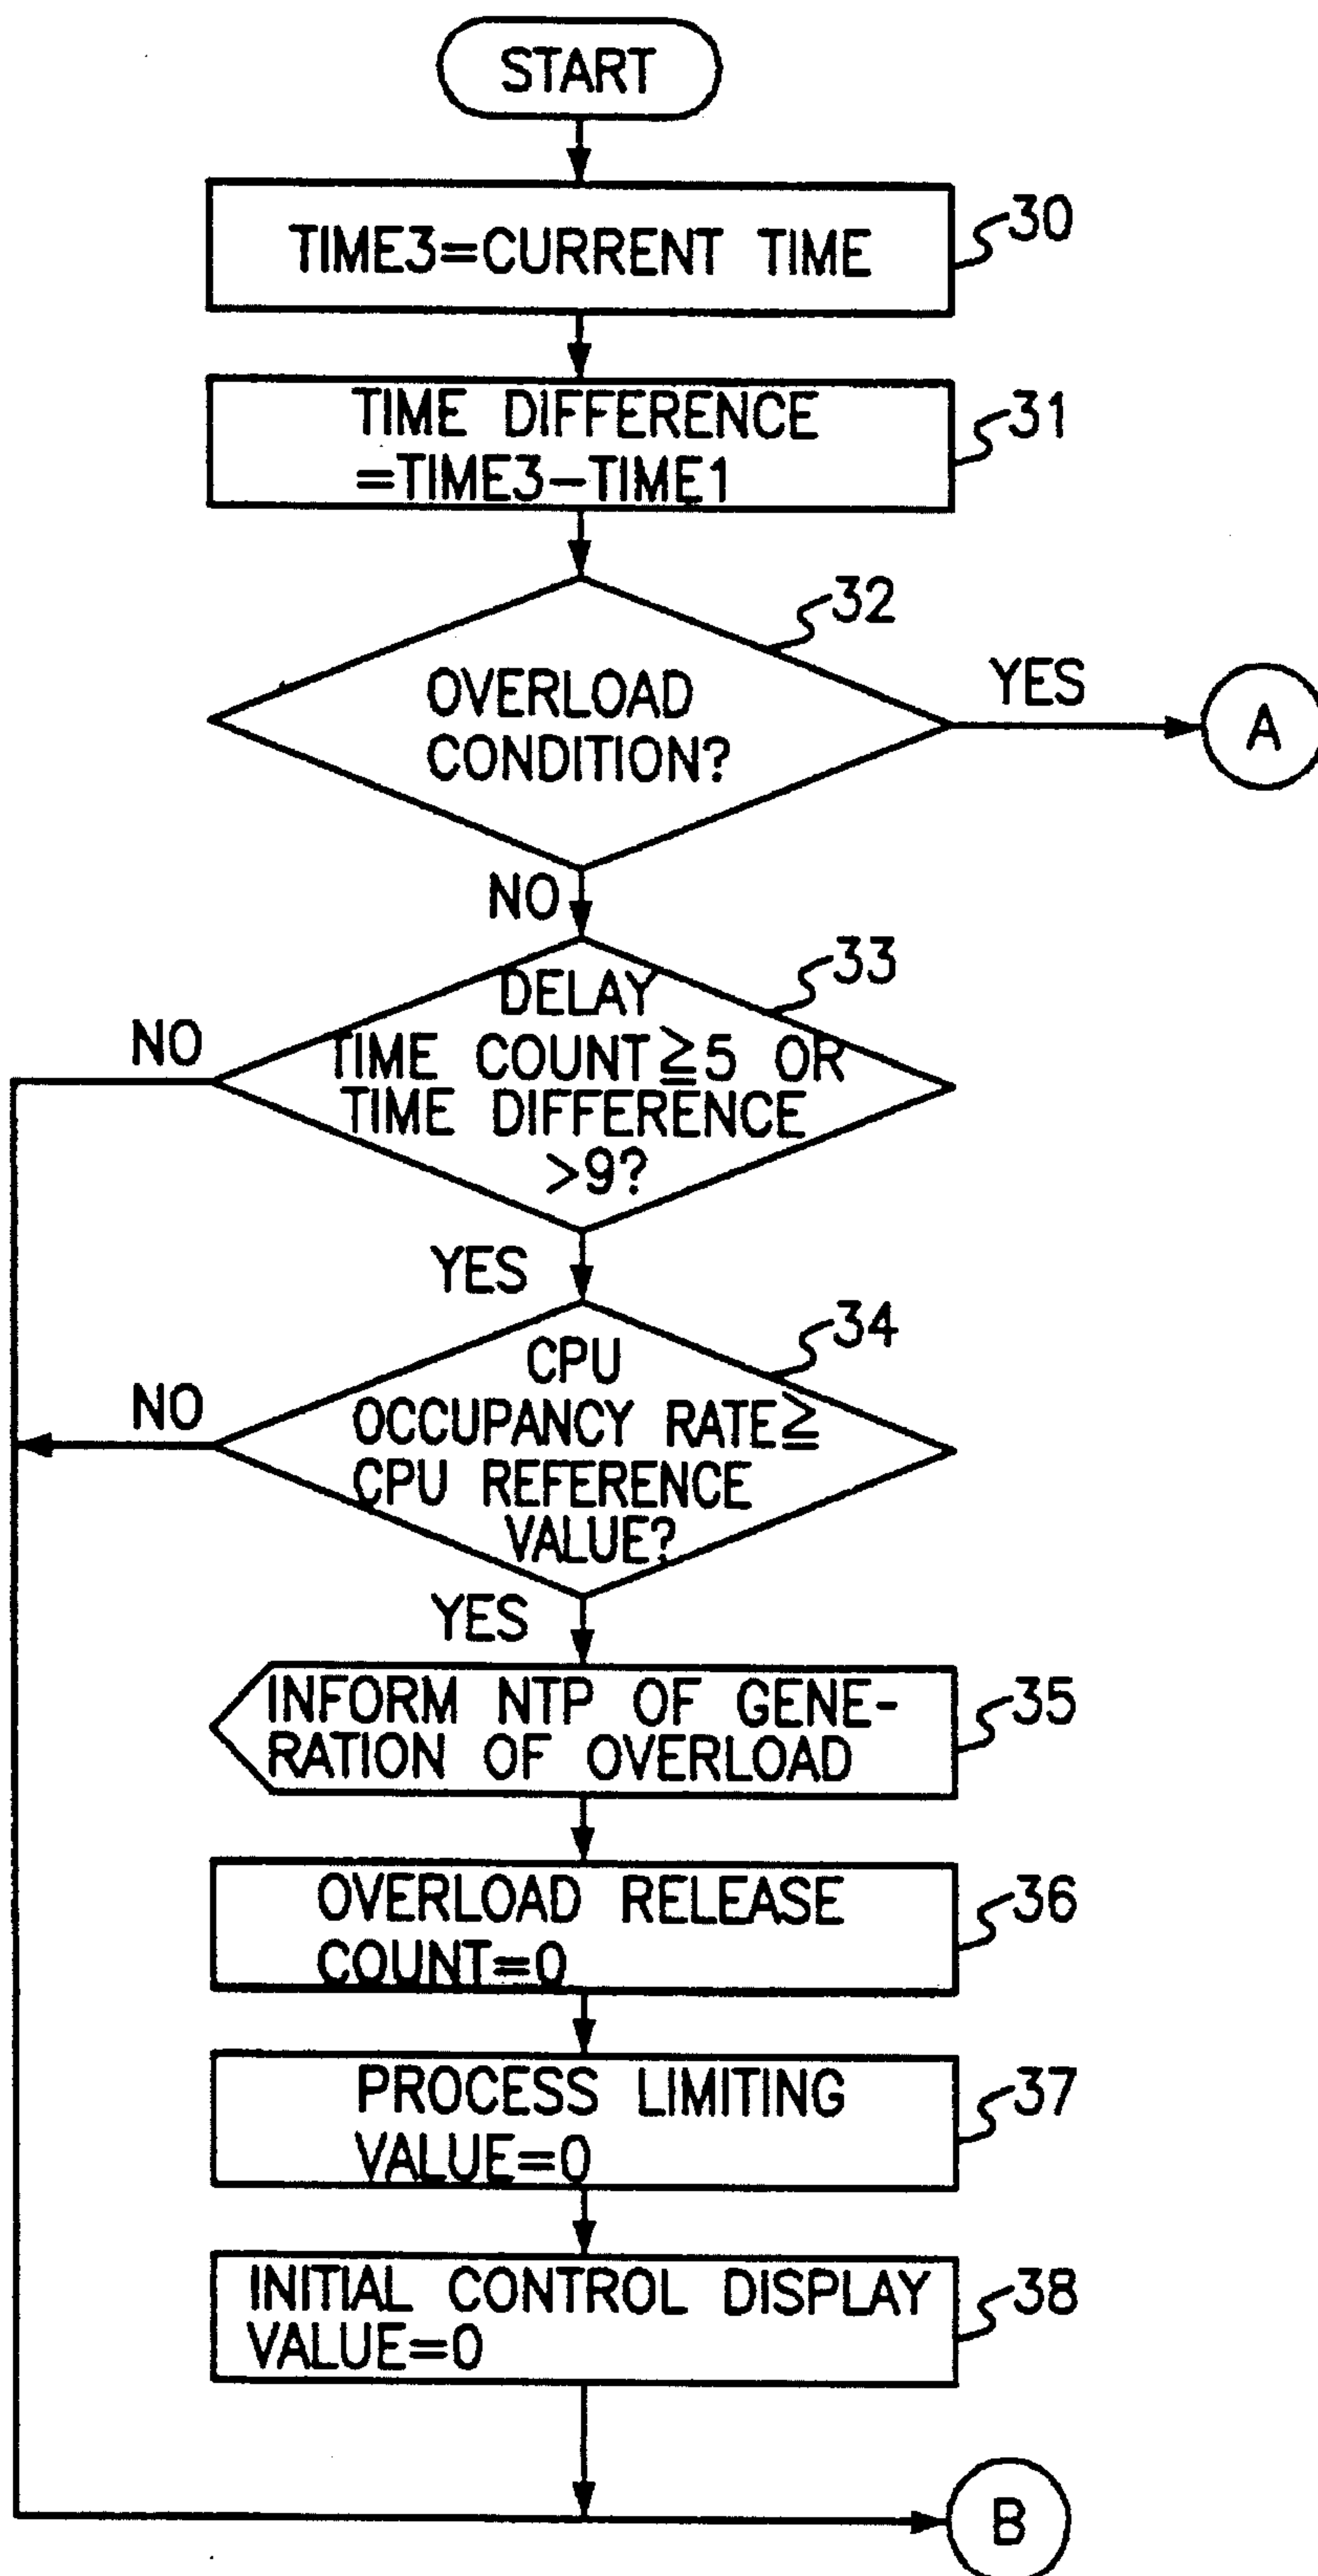 START
TIME3=CURRENT TIME
30
TIME DIFFERENCE
=TIME3-TIME1
31
32
OVERLOAD
CONDITION?
YES
A
NO
33
DELAY
TIME COUNT≧5 OR
TIME DIFFERENCE
>9?
NO
YES
34
CPU
OCCUPANCY RATE≧
CPU REFERENCE
VALUE?
NO
YES
INFORM NTP OF GENE-
RATION OF OVERLOAD
35
OVERLOAD RELEASE
COUNT=0
36
PROCESS LIMITING
VALUE=0
37
INITIAL CONTROL DISPLAY
VALUE=0
38
B